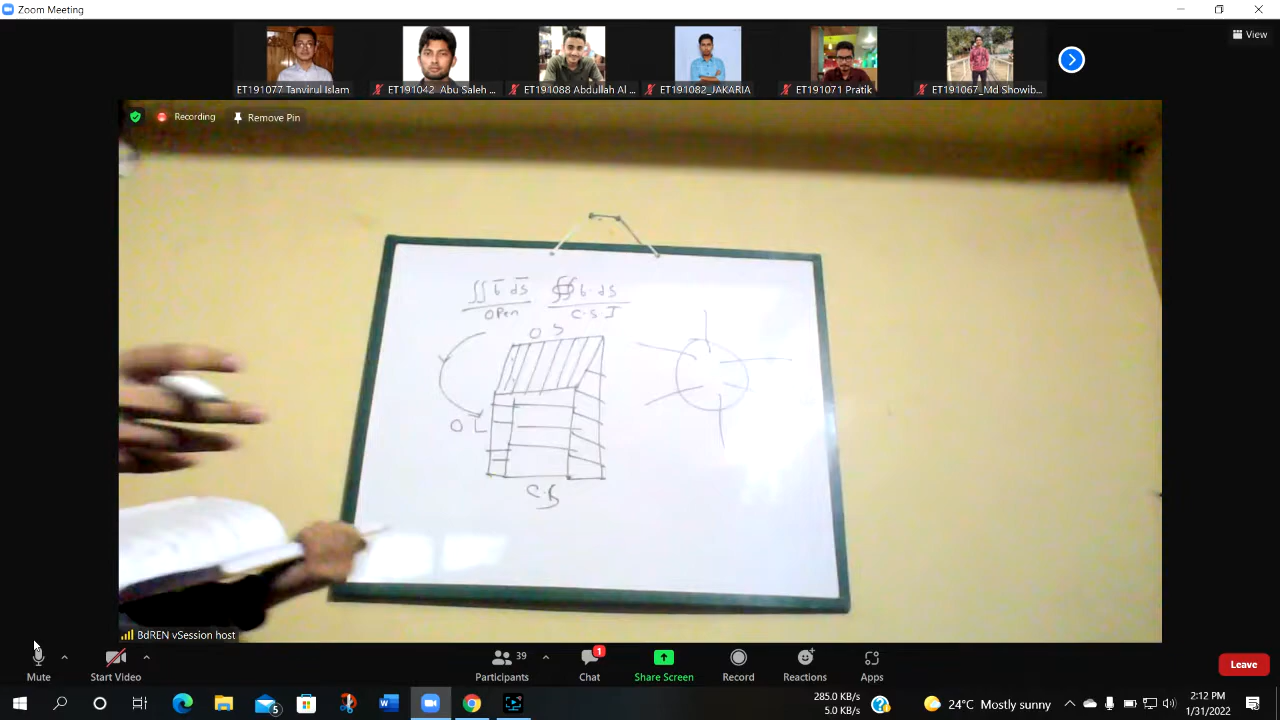 Zoom Meeting
View
ET191077 Tanvirul Islam
ET191042_Abu Saleh ...
ET191088 Abdullah Al ...
ET191082_JAKARIA
ET191071 Pratik
ET191067_Md Showib...
Recording
Remove Pin
∬ b̄ ds̄ ∯ b·ds
OPen C.S.I
O S
O L
C.S
BdREN vSession host
Mute
Start Video
39
Participants
1
Chat
Share Screen
Record
Reactions
Apps
Leave
5
W
285.0 KB/s
5.0 KB/s
24°C Mostly sunny
2:12 PM
1/31/2022